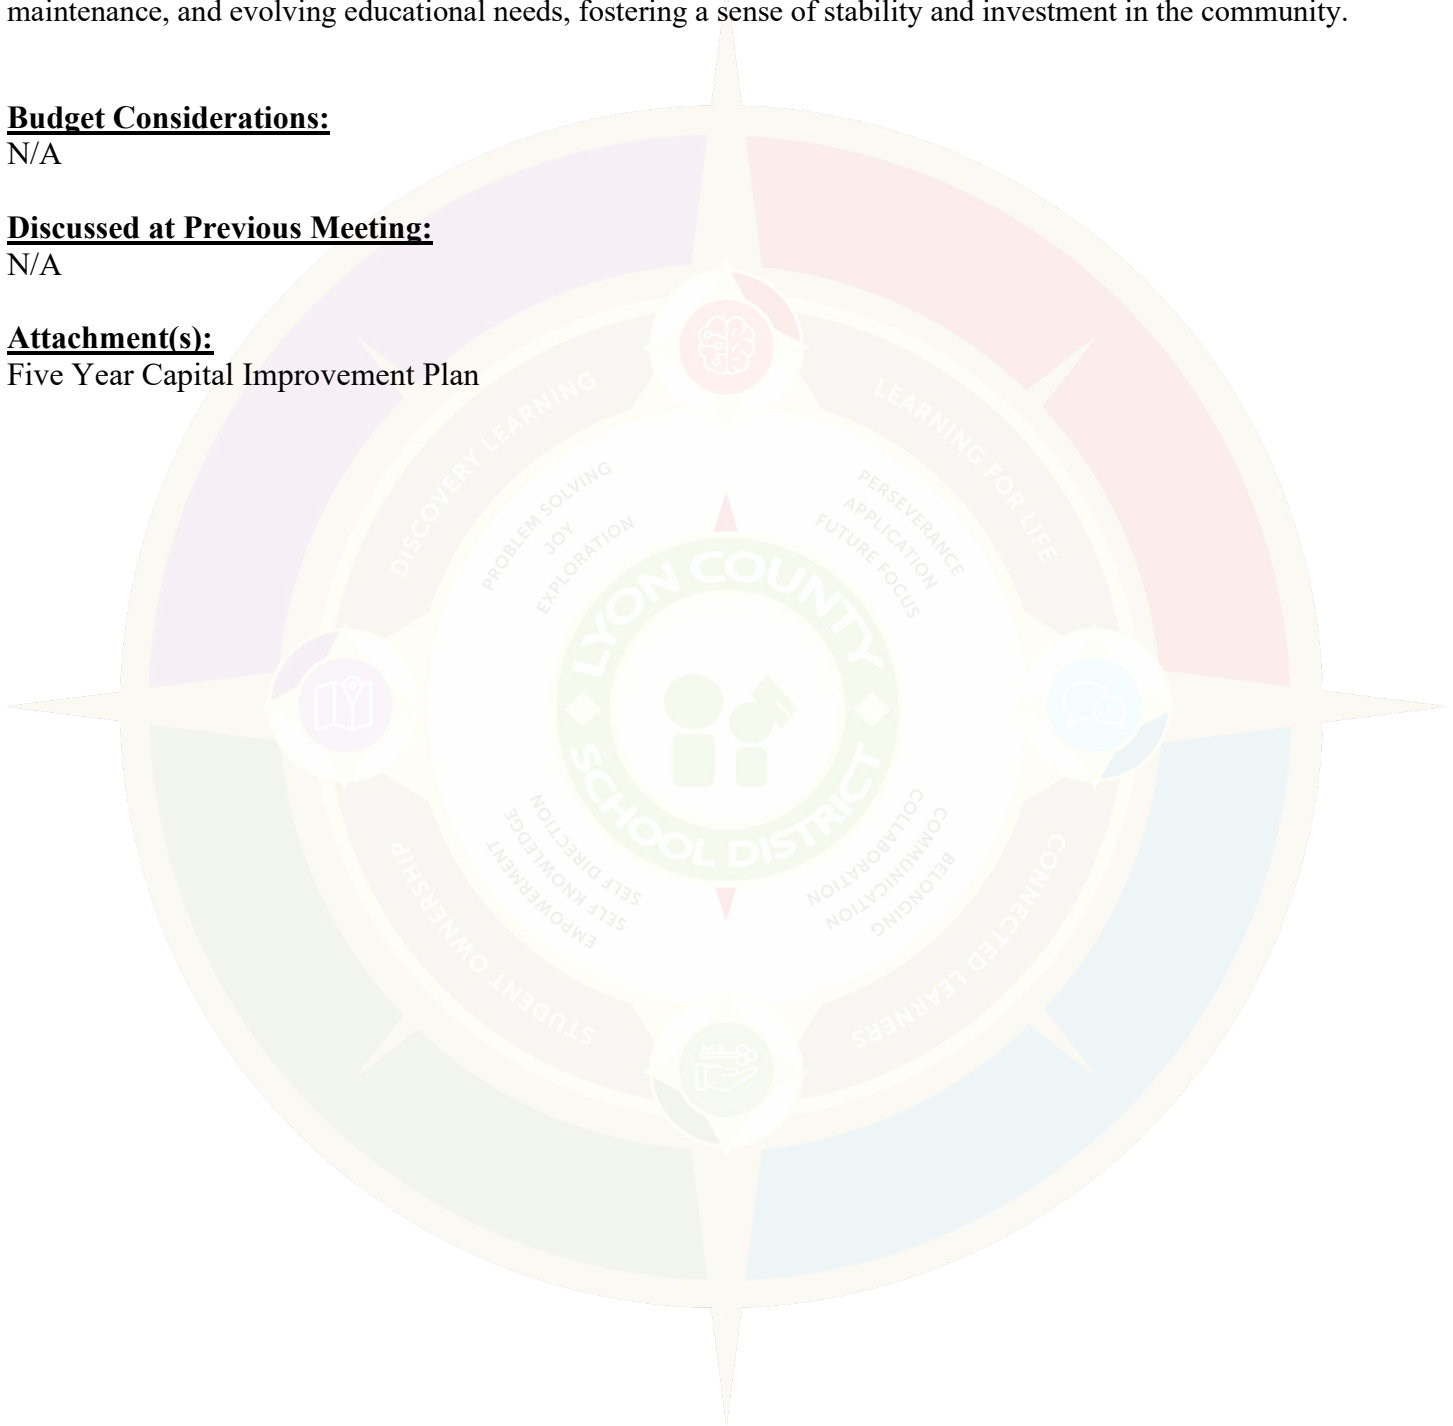 maintenance, and evolving educational needs, fostering a sense of stability and investment in the community.
Budget Considerations:
N/A
Discussed at Previous Meeting:
N/A
Attachment(s):
Five Year Capital Improvement Plan
DISCOVERY LEARNING
LEARNING FOR LIFE
PROBLEM SOLVING
JOY
EXPLORATION
PERSEVERANCE
APPLICATION
FUTURE FOCUS
LYON COUNTY
SCHOOL DISTRICT
SELF DIRECTION
SELF KNOWLEDGE
EMPOWERMENT
COLLABORATION
COMMUNICATION
BELONGING
STUDENT OWNERSHIP
CONNECTED LEARNERS